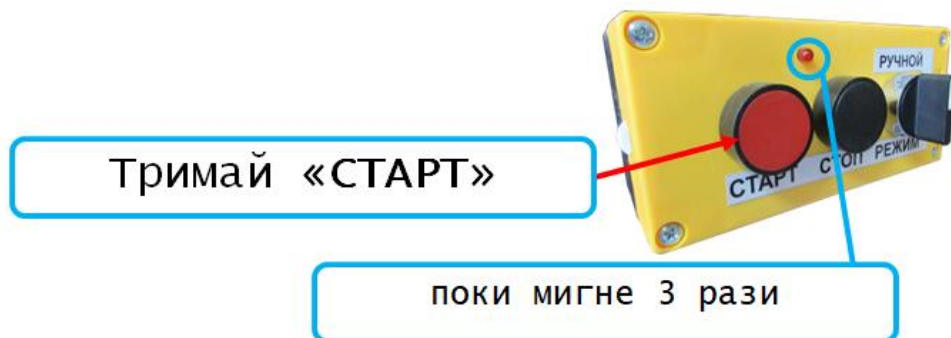 РУЧНОЙ
Тримай «СТАРТ»
СТАРТ СТОП РЕЖИМ
поки мигне 3 рази